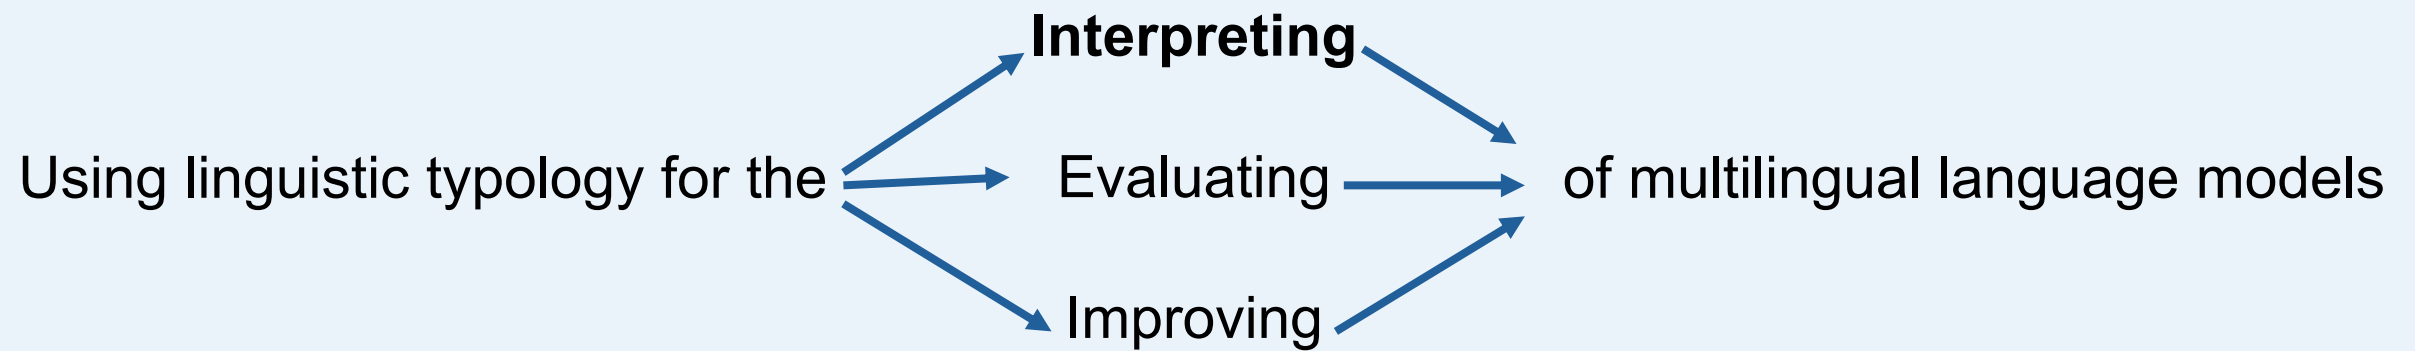 Interpreting
Using linguistic typology for the Evaluating of multilingual language models
Improving